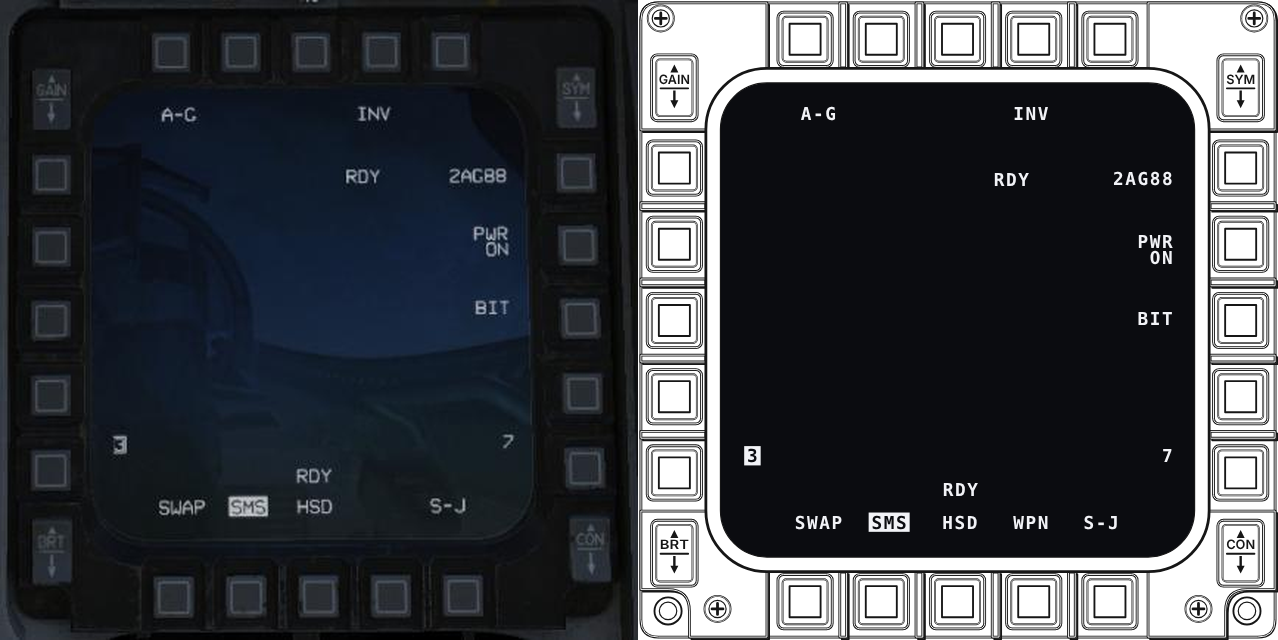 GAIN
SYM
A-G
INV
RDY
2AG88
PWR
ON
BIT
3
7
RDY
SWAP
SMS
HSD
S-J
BRT
CON
GAIN
SYM
A-G
INV
RDY
2AG88
PWR
ON
BIT
3
7
RDY
SWAP
SMS
HSD
WPN
S-J
BRT
CON